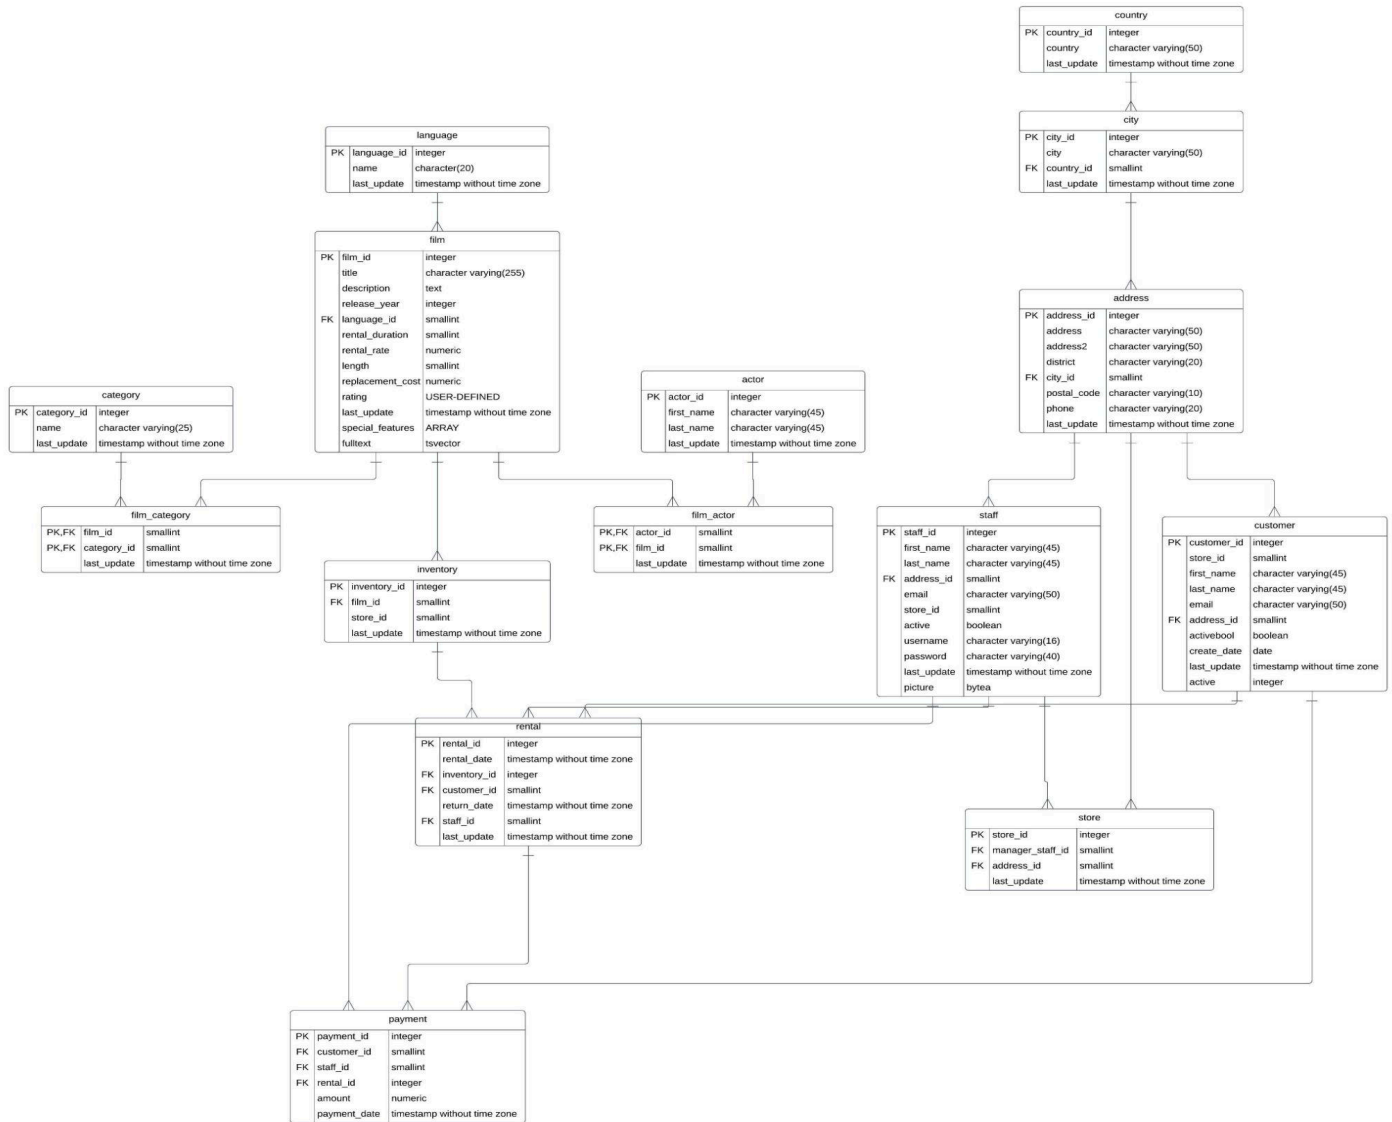 country
PK country_id integer
country character varying(50)
last_update timestamp without time zone
city
PK city_id integer
city character varying(50)
FK country_id smallint
last_update timestamp without time zone
language
PK language_id integer
name character(20)
last_update timestamp without time zone
film
PK film_id integer
title character varying(255)
description text
release_year integer
FK language_id smallint
rental_duration smallint
rental_rate numeric
length smallint
replacement_cost numeric
rating USER-DEFINED
last_update timestamp without time zone
special_features ARRAY
fulltext tsvector
address
PK address_id integer
address character varying(50)
address2 character varying(50)
district character varying(20)
FK city_id smallint
postal_code character varying(10)
phone character varying(20)
last_update timestamp without time zone
category
PK category_id integer
name character varying(25)
last_update timestamp without time zone
actor
PK actor_id integer
first_name character varying(45)
last_name character varying(45)
last_update timestamp without time zone
film_category
PK,FK film_id smallint
PK,FK category_id smallint
last_update timestamp without time zone
film_actor
PK,FK actor_id smallint
PK,FK film_id smallint
last_update timestamp without time zone
staff
PK staff_id integer
first_name character varying(45)
last_name character varying(45)
FK address_id smallint
email character varying(50)
store_id smallint
active boolean
username character varying(16)
password character varying(40)
last_update timestamp without time zone
picture bytea
customer
PK customer_id integer
store_id smallint
first_name character varying(45)
last_name character varying(45)
email character varying(50)
FK address_id smallint
activebool boolean
create_date date
last_update timestamp without time zone
active integer
inventory
PK inventory_id integer
FK film_id smallint
store_id smallint
last_update timestamp without time zone
rental
PK rental_id integer
rental_date timestamp without time zone
FK inventory_id integer
FK customer_id smallint
return_date timestamp without time zone
FK staff_id smallint
last_update timestamp without time zone
store
PK store_id integer
FK manager_staff_id smallint
FK address_id smallint
last_update timestamp without time zone
payment
PK payment_id integer
FK customer_id smallint
FK staff_id smallint
FK rental_id integer
amount numeric
payment_date timestamp without time zone